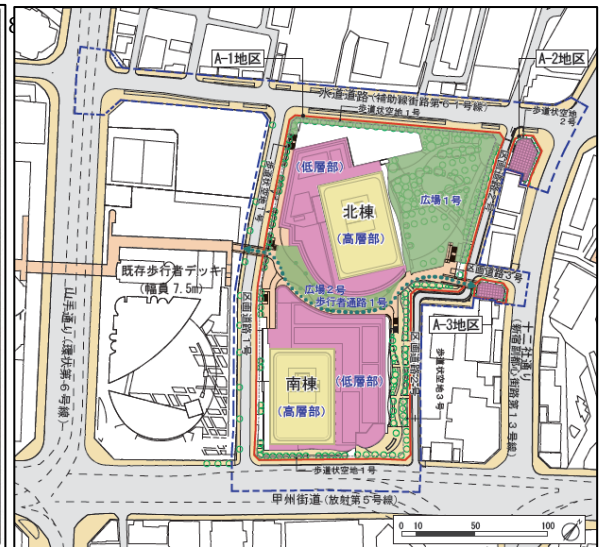 A-1地区
A-2地区
水道道路(補助線街路第61号線)
歩道状空地1号
歩道状空地
2号
歩道状空地1号
(低層部)
北棟
(高層部)
広場1号
区画道路1号
既存歩行者デッキ
(幅員 7.5m)
広場2号
歩行者通路1号
区画道路3号
A-3地区
区画道路2号
歩道状空地3号
南棟
(高層部)
(低層部)
歩道状空地1号
山手通り(環状第6号線)
十二社通り
(新宿副都心街路第13号線)
甲州街道(放射第5号線)
0 10 50 100